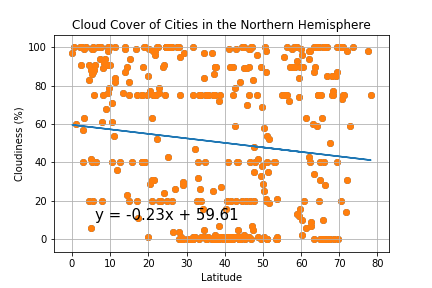 Cloud Cover of Cities in the Northern Hemisphere
Cloudiness (%)
100
80
60
40
20
0
y = -0.23x + 59.61
0 10 20 30 40 50 60 70 80
Latitude